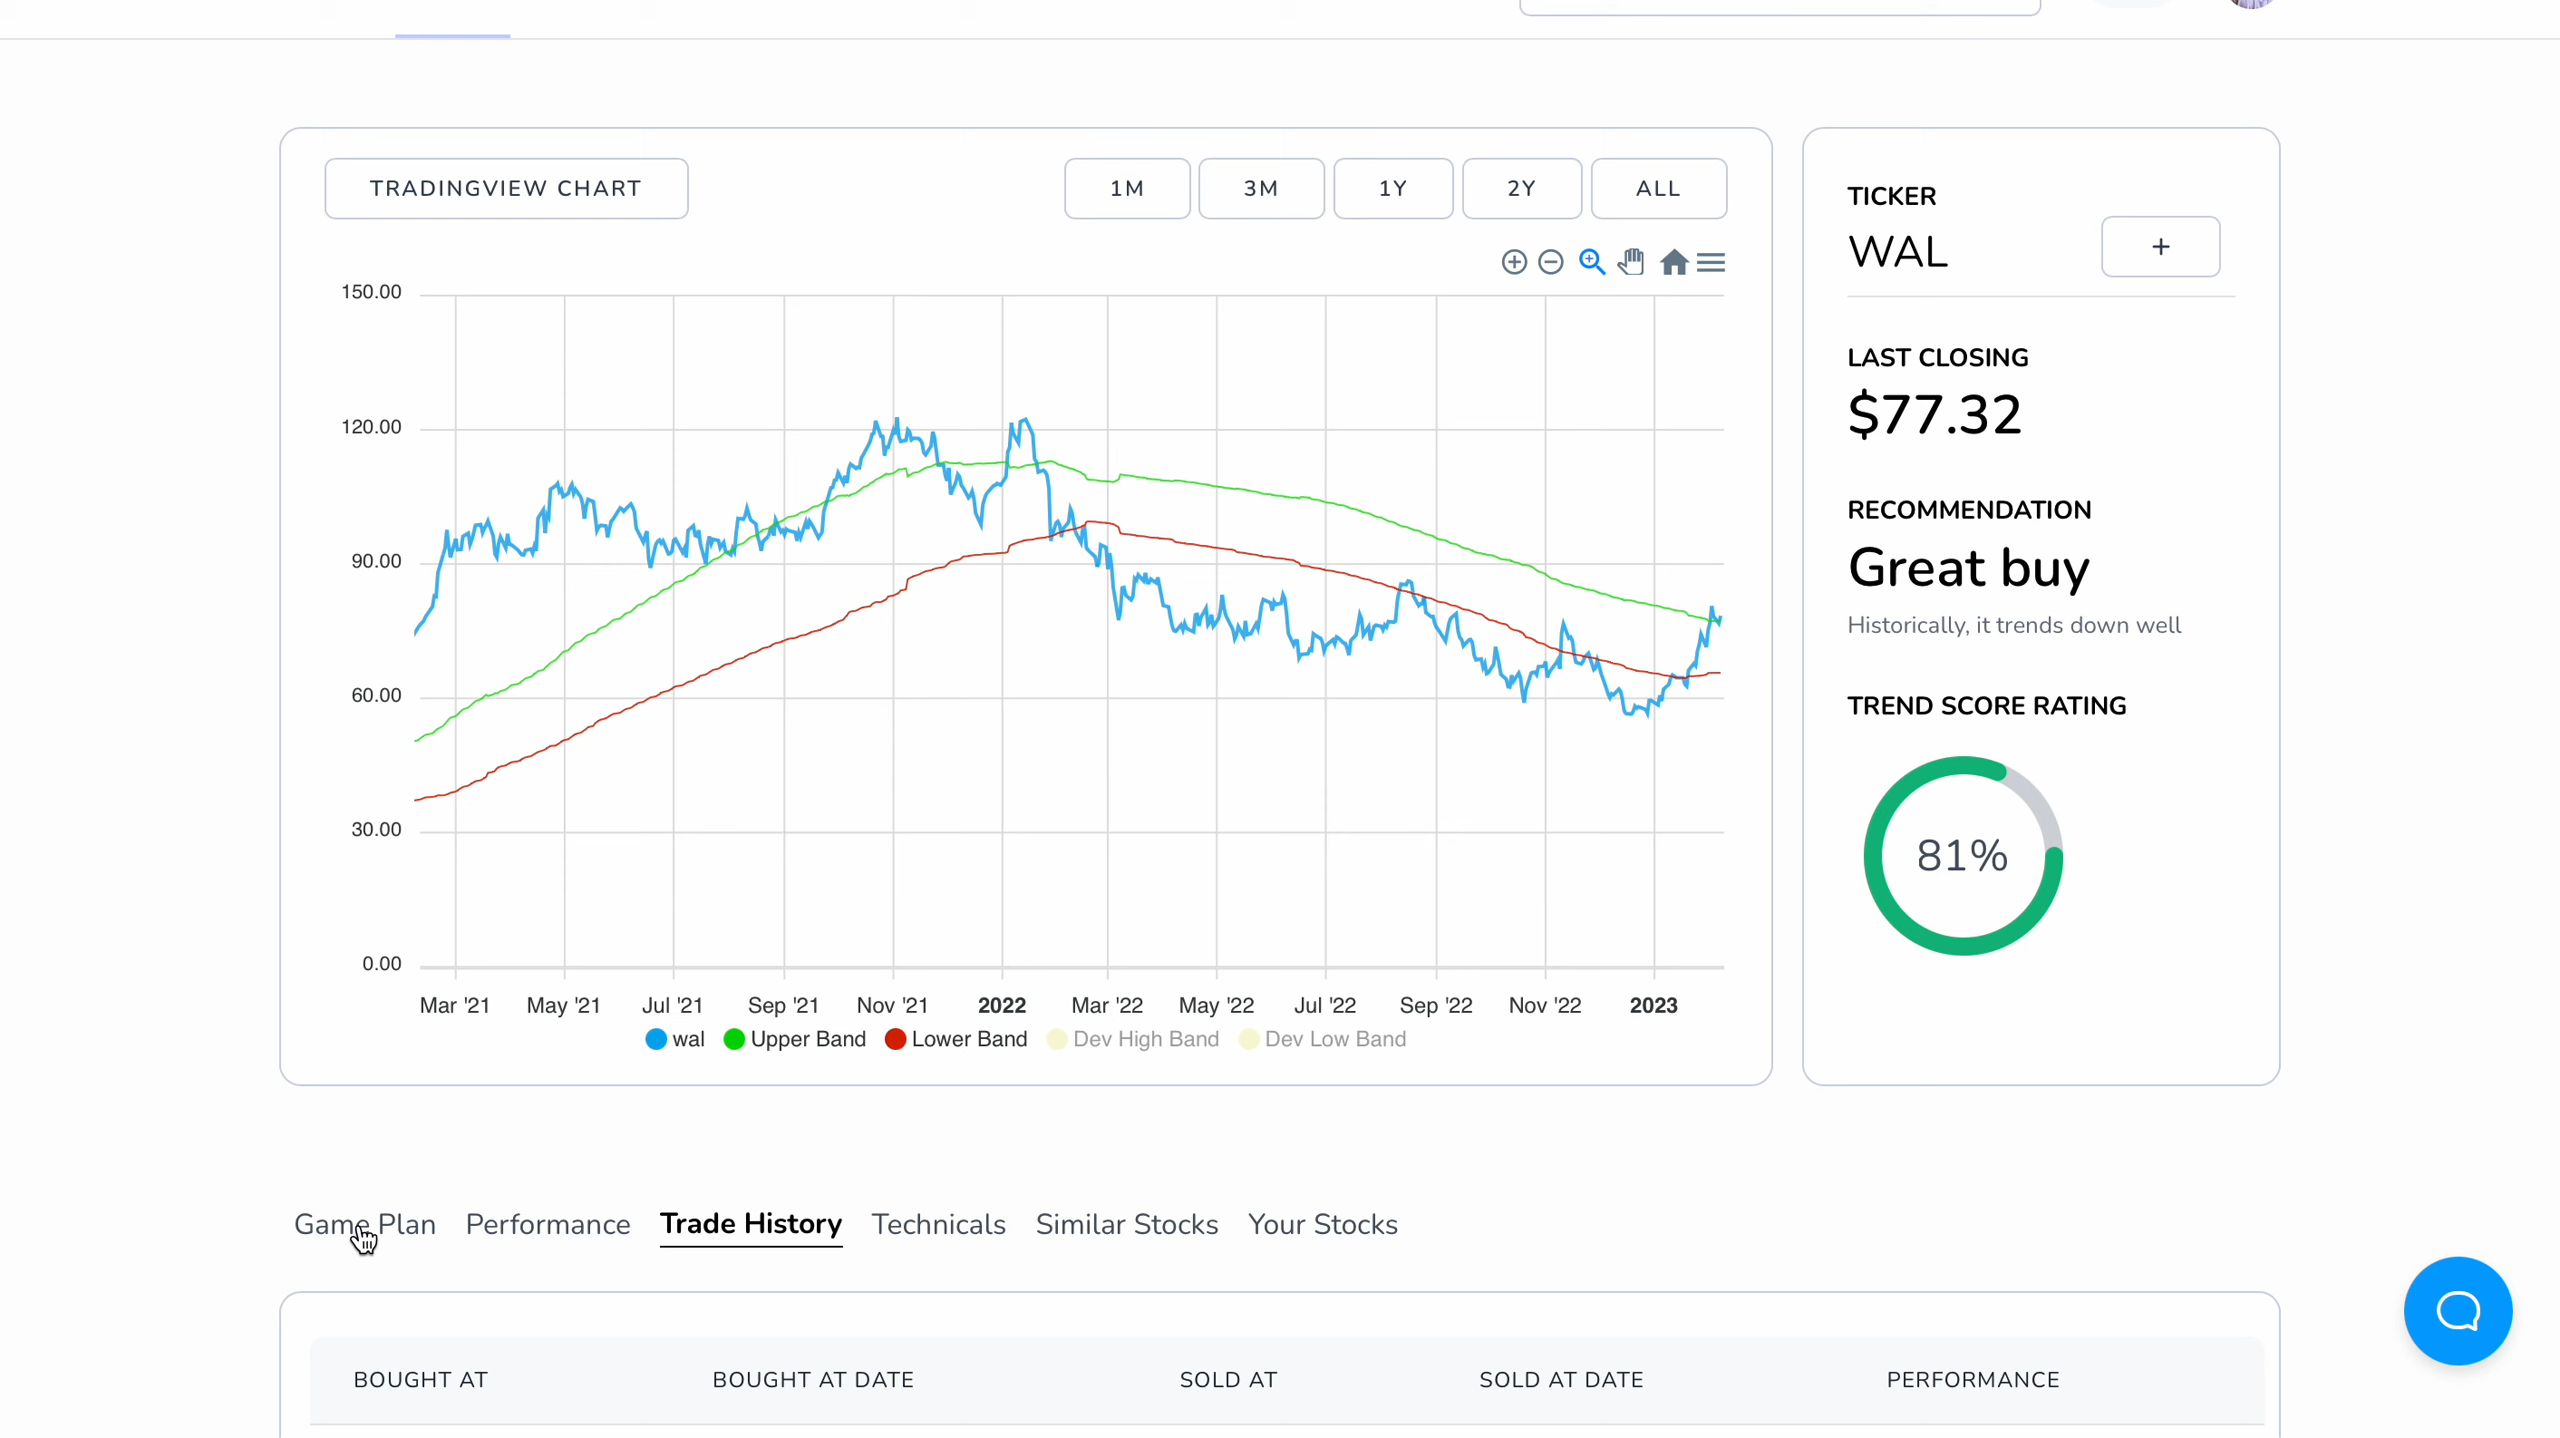 TRADINGVIEW CHART
1M
3M
1Y
2Y
ALL
150.00
120.00
90.00
60.00
30.00
0.00
Mar '21
May '21
Jul '21
Sep '21
Nov '21
2022
Mar '22
May '22
Jul '22
Sep '22
Nov '22
2023
wal
Upper Band
Lower Band
Dev High Band
Dev Low Band
TICKER
WAL
+
LAST CLOSING
$77.32
RECOMMENDATION
Great buy
Historically, it trends down well
TREND SCORE RATING
81%
Game Plan
Performance
Trade History
Technicals
Similar Stocks
Your Stocks
BOUGHT AT
BOUGHT AT DATE
SOLD AT
SOLD AT DATE
PERFORMANCE